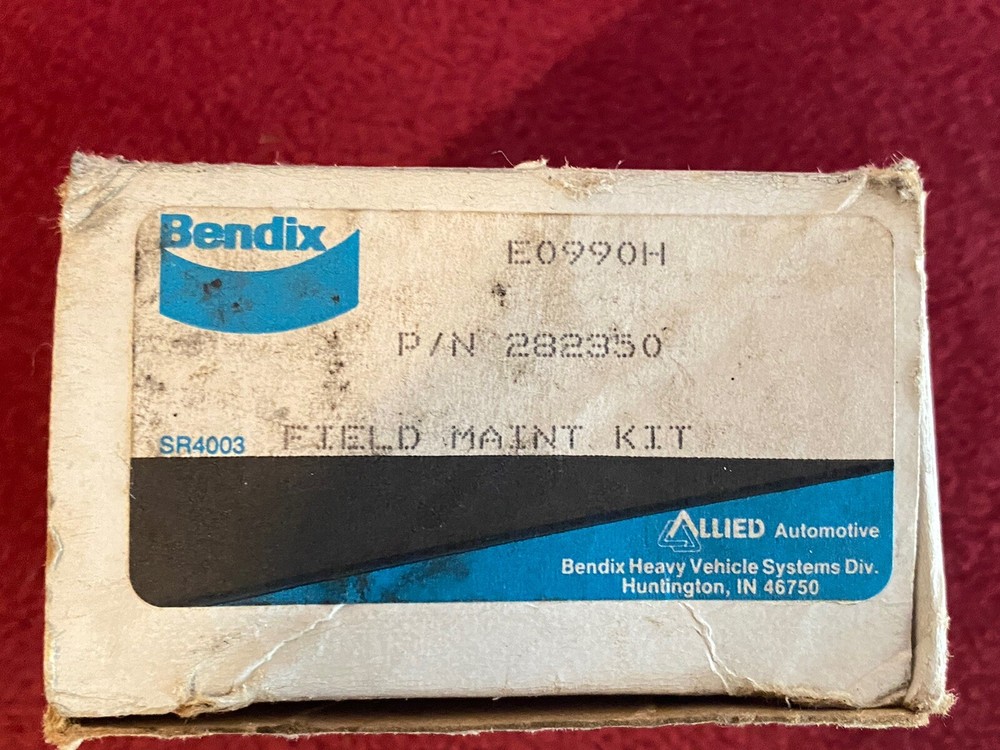 Bendix
E0990H
P/N 282350
SR4003 FIELD MAINT KIT
ALLIED Automotive
Bendix Heavy Vehicle Systems Div.
Huntington, IN 46750